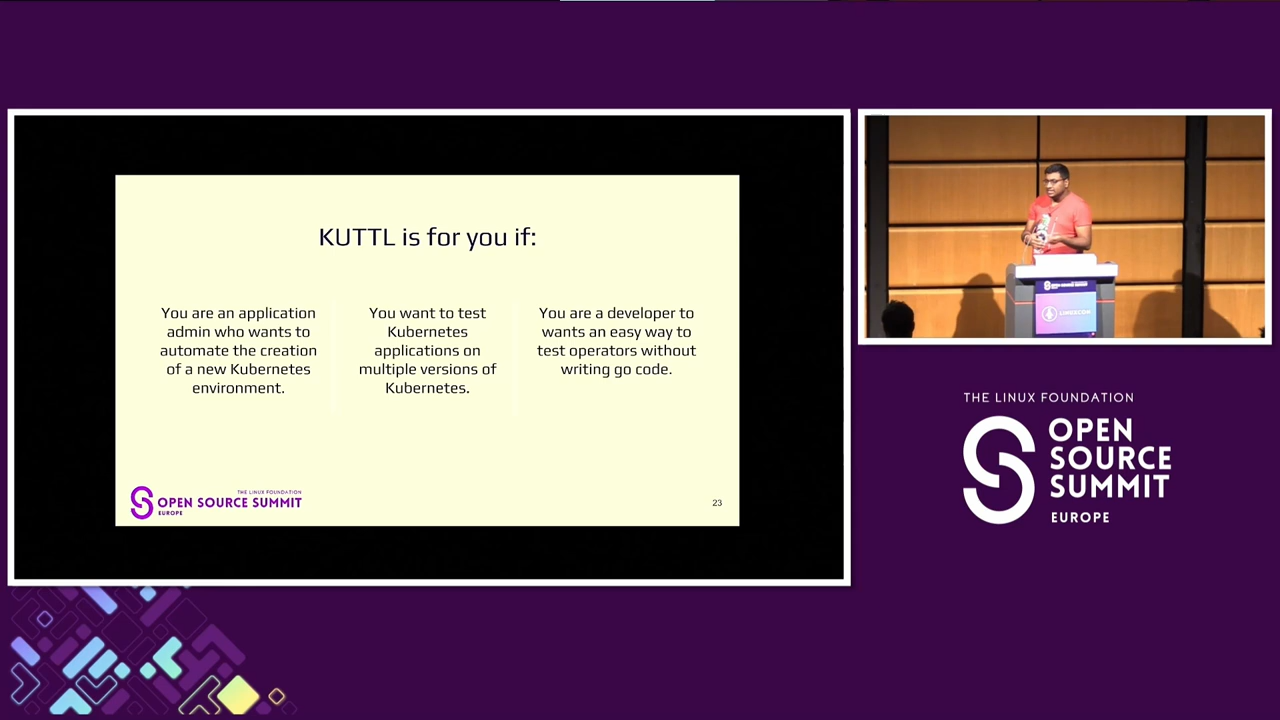 KUTTL is for you if:
You are an application
admin who wants to
automate the creation
of a new Kubernetes
environment.
You want to test
Kubernetes
applications on
multiple versions of
Kubernetes.
You are a developer to
wants an easy way to
test operators without
writing go code.
THE LINUX FOUNDATION
OPEN SOURCE SUMMIT
EUROPE
23
OPEN SOURCE SUMMIT
THE LINUX FOUNDATION
OPEN
SOURCE
SUMMIT
EUROPE